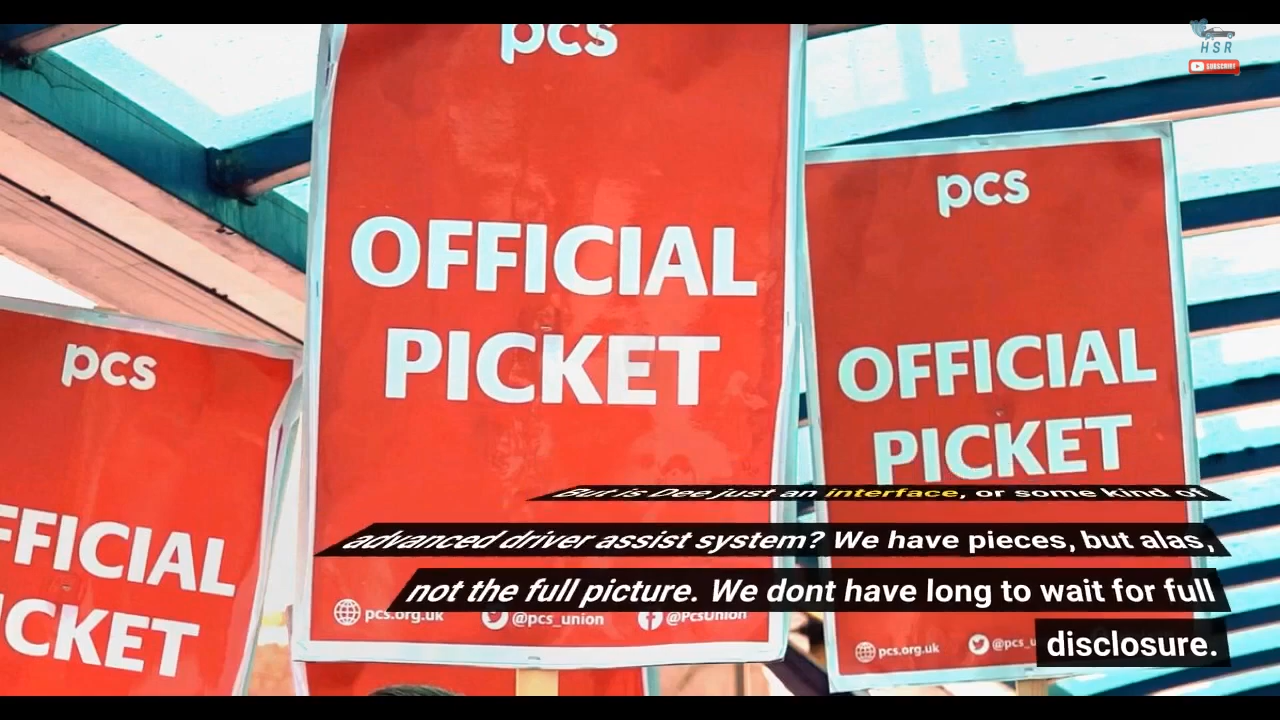 pcs
OFFICIAL
PICKET
pcs.org.uk
@pcs_union
@PcsUnion
pcs
OFFICIAL
PICKET
pcs.org.uk
pcs
FFICIAL
ICKET
HSR
SUBSCRIBE
But is Dee just an interface, or some kind of
advanced driver assist system? We have pieces, but alas,
not the full picture. We dont have long to wait for full
disclosure.